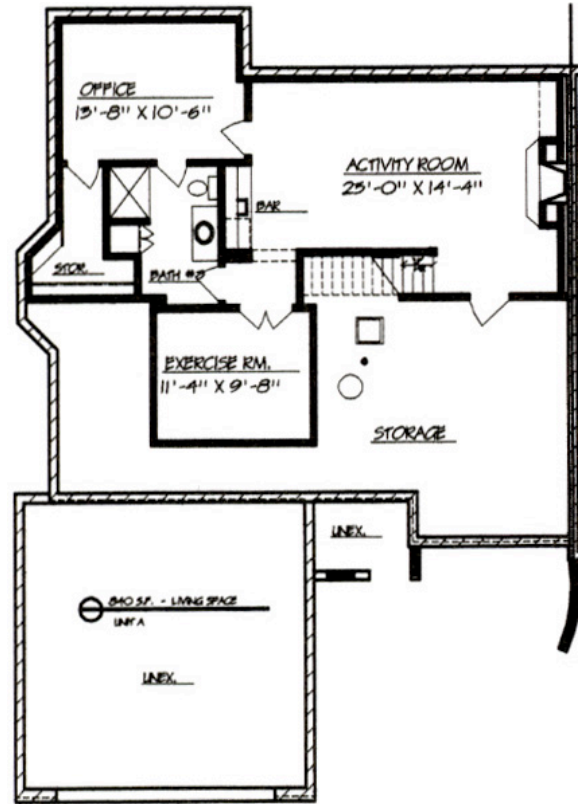 OFFICE
13'-8" X 10'-6"
ACTIVITY ROOM
23'-0" X 14'-4"
BAR
STOR.
BATH #3
EXERCISE RM.
11'-4" X 9'-8"
STORAGE
UNEX.
840 S.F. - LIVING SPACE
UNIT A
UNEX.